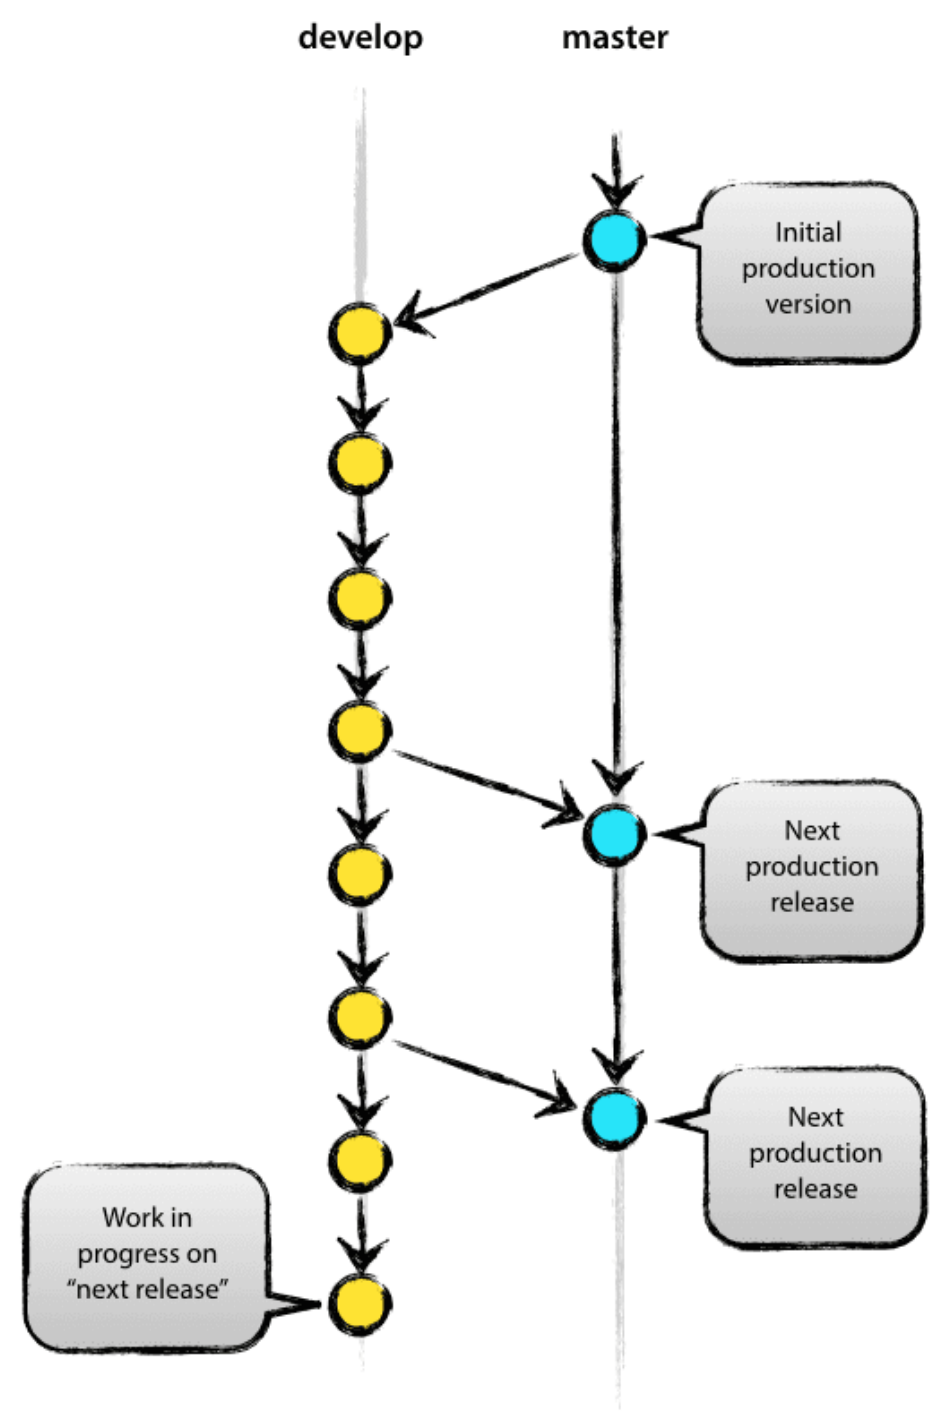 develop
master
Initial
production
version
Next
production
release
Next
production
release
Work in
progress on
“next release”